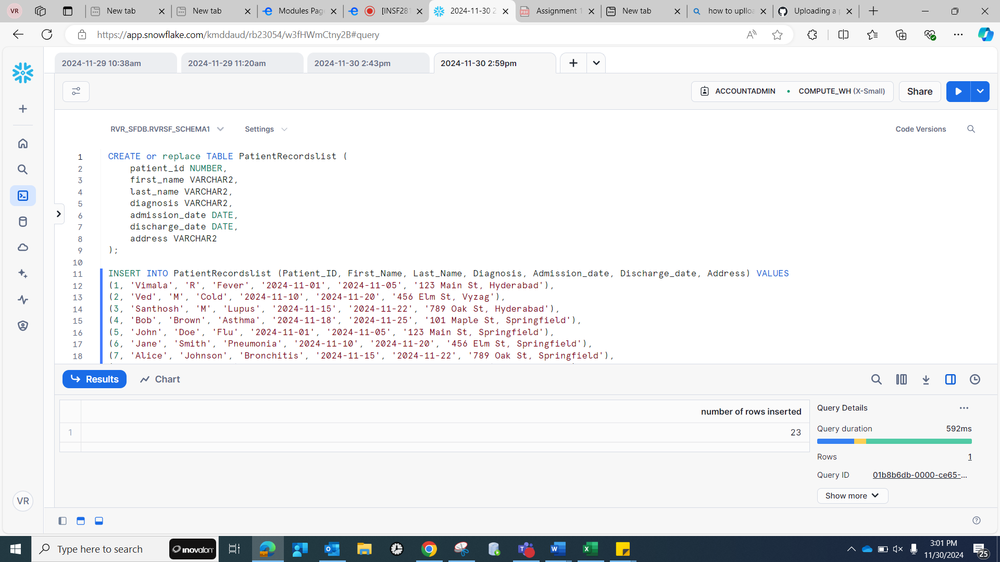 VR
New tab
New tab
Modules Pag
[INSF281
2024-11-30 2
Assignment 1
New tab
how to uploa
Uploading a p
https://app.snowflake.com/kmddaud/rb23054/w3fHWmCtny2B#query
2024-11-29 10:38am
2024-11-29 11:20am
2024-11-30 2:43pm
2024-11-30 2:59pm
ACCOUNTADMIN • COMPUTE_WH (X-Small)
Share
RVR_SFDB.RVRSF_SCHEMA1
Settings
Code Versions
1 CREATE or replace TABLE PatientRecordslist (
2 patient_id NUMBER,
3 first_name VARCHAR2,
4 last_name VARCHAR2,
5 diagnosis VARCHAR2,
6 admission_date DATE,
7 discharge_date DATE,
8 address VARCHAR2
9 );
10
11 INSERT INTO PatientRecordslist (Patient_ID, First_Name, Last_Name, Diagnosis, Admission_date, Discharge_date, Address) VALUES
12 (1, 'Vimala', 'R', 'Fever', '2024-11-01', '2024-11-05', '123 Main St, Hyderabad'),
13 (2, 'Ved', 'M', 'Cold', '2024-11-10', '2024-11-20', '456 Elm St, Vyzag'),
14 (3, 'Santhosh', 'M', 'Lupus', '2024-11-15', '2024-11-22', '789 Oak St, Hyderabad'),
15 (4, 'Bob', 'Brown', 'Asthma', '2024-11-18', '2024-11-25', '101 Maple St, Springfield'),
16 (5, 'John', 'Doe', 'Flu', '2024-11-01', '2024-11-05', '123 Main St, Springfield'),
17 (6, 'Jane', 'Smith', 'Pneumonia', '2024-11-10', '2024-11-20', '456 Elm St, Springfield'),
18 (7, 'Alice', 'Johnson', 'Bronchitis', '2024-11-15', '2024-11-22', '789 Oak St, Springfield'),
Results
Chart
number of rows inserted
1 23
Query Details
Query duration 592ms
Rows 1
Query ID 01b8b6db-0000-ce65-...
Show more
VR
Type here to search
inovalon
3:01 PM
11/30/2024
25